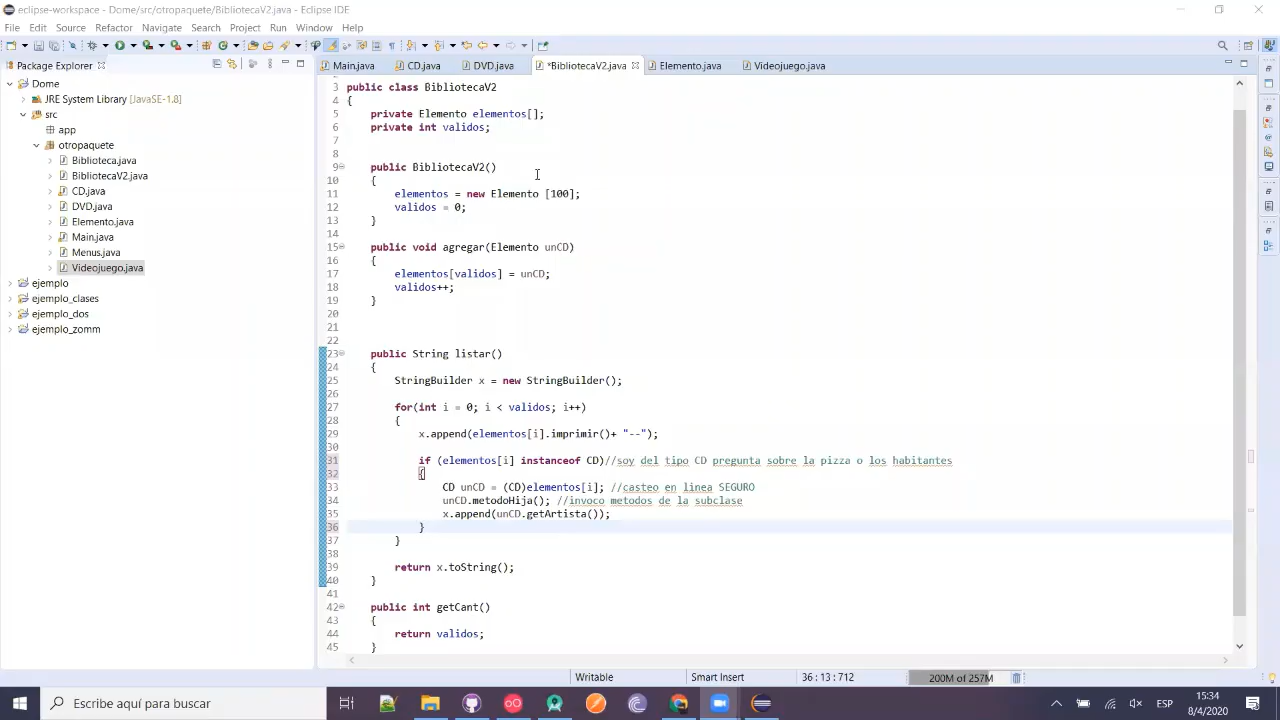 eclipse-workspace - Dome/src/otropaquete/BibliotecaV2.java - Eclipse IDE
File Edit Source Refactor Navigate Search Project Run Window Help
Package Explorer
Main.java CD.java DVD.java *BibliotecaV2.java Elemento.java Videojuego.java
Dome
JRE System Library [JavaSE-1.8]
src
app
otropaquete
Biblioteca.java
BibliotecaV2.java
CD.java
DVD.java
Elemento.java
Main.java
Menus.java
Videojuego.java
ejemplo
ejemplo_clases
ejemplo_dos
ejemplo_zomm
3 public class BibliotecaV2
4 {
5 private Elemento elementos[];
6 private int validos;
7
8
9 public BibliotecaV2()
10 {
11 elementos = new Elemento [100];
12 validos = 0;
13 }
14
15 public void agregar(Elemento unCD)
16 {
17 elementos[validos] = unCD;
18 validos++;
19 }
20
21
22
23 public String listar()
24 {
25 StringBuilder x = new StringBuilder();
26
27 for(int i = 0; i < validos; i++)
28 {
29 x.append(elementos[i].imprimir()+ "--");
30
31 if (elementos[i] instanceof CD)//soy del tipo CD pregunta sobre la pizza o los habitantes
32 {
33 CD unCD = (CD)elementos[i]; //casteo en linea SEGURO
34 unCD.metodoHija(); //invoco metodos de la subclase
35 x.append(unCD.getArtista());
36 }
37 }
38
39 return x.toString();
40 }
41
42 public int getCant()
43 {
44 return validos;
45 }
Writable Smart Insert 36 : 13 : 712 200M of 257M
Escribe aquí para buscar
ESP
15:34
8/4/2020